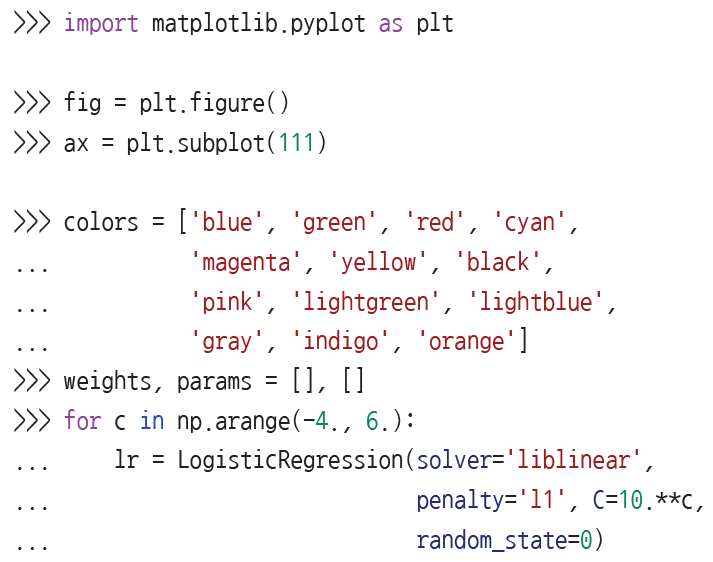 >>> import matplotlib.pyplot as plt
>>> fig = plt.figure()
>>> ax = plt.subplot(111)
>>> colors = ['blue', 'green', 'red', 'cyan',
...           'magenta', 'yellow', 'black',
...           'pink', 'lightgreen', 'lightblue',
...           'gray', 'indigo', 'orange']
>>> weights, params = [], []
>>> for c in np.arange(-4., 6.):
...     lr = LogisticRegression(solver='liblinear',
...                             penalty='l1', C=10.**c,
...                             random_state=0)